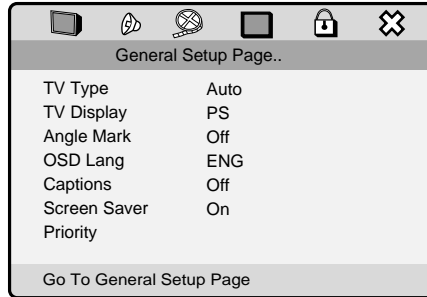 General Setup Page..
TV Type Auto
TV Display PS
Angle Mark Off
OSD Lang ENG
Captions Off
Screen Saver On
Priority
Go To General Setup Page